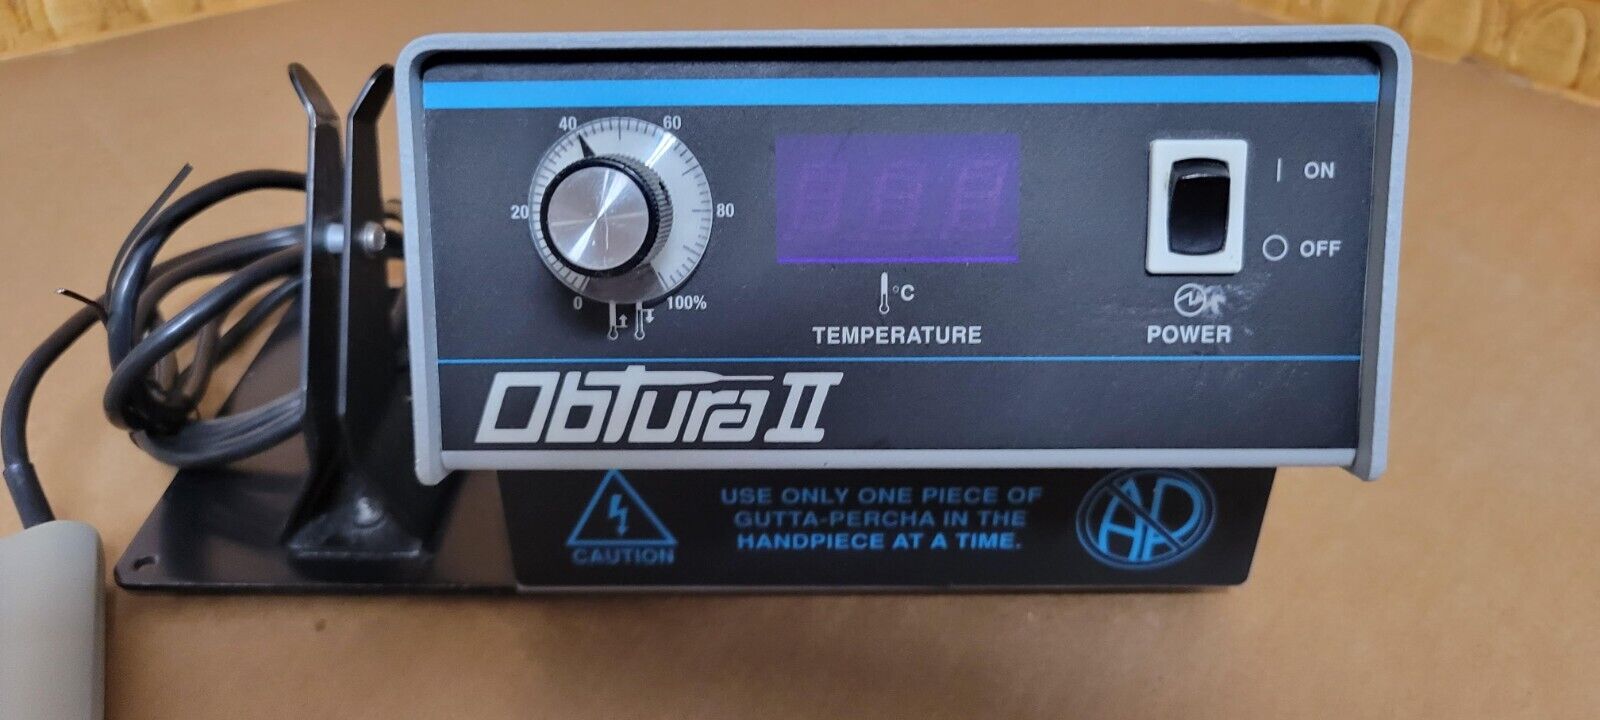 40 60
20 80
0 100%
°C
TEMPERATURE
ON
OFF
POWER
Obtura II
CAUTION
USE ONLY ONE PIECE OF
GUTTA-PERCHA IN THE
HANDPIECE AT A TIME.